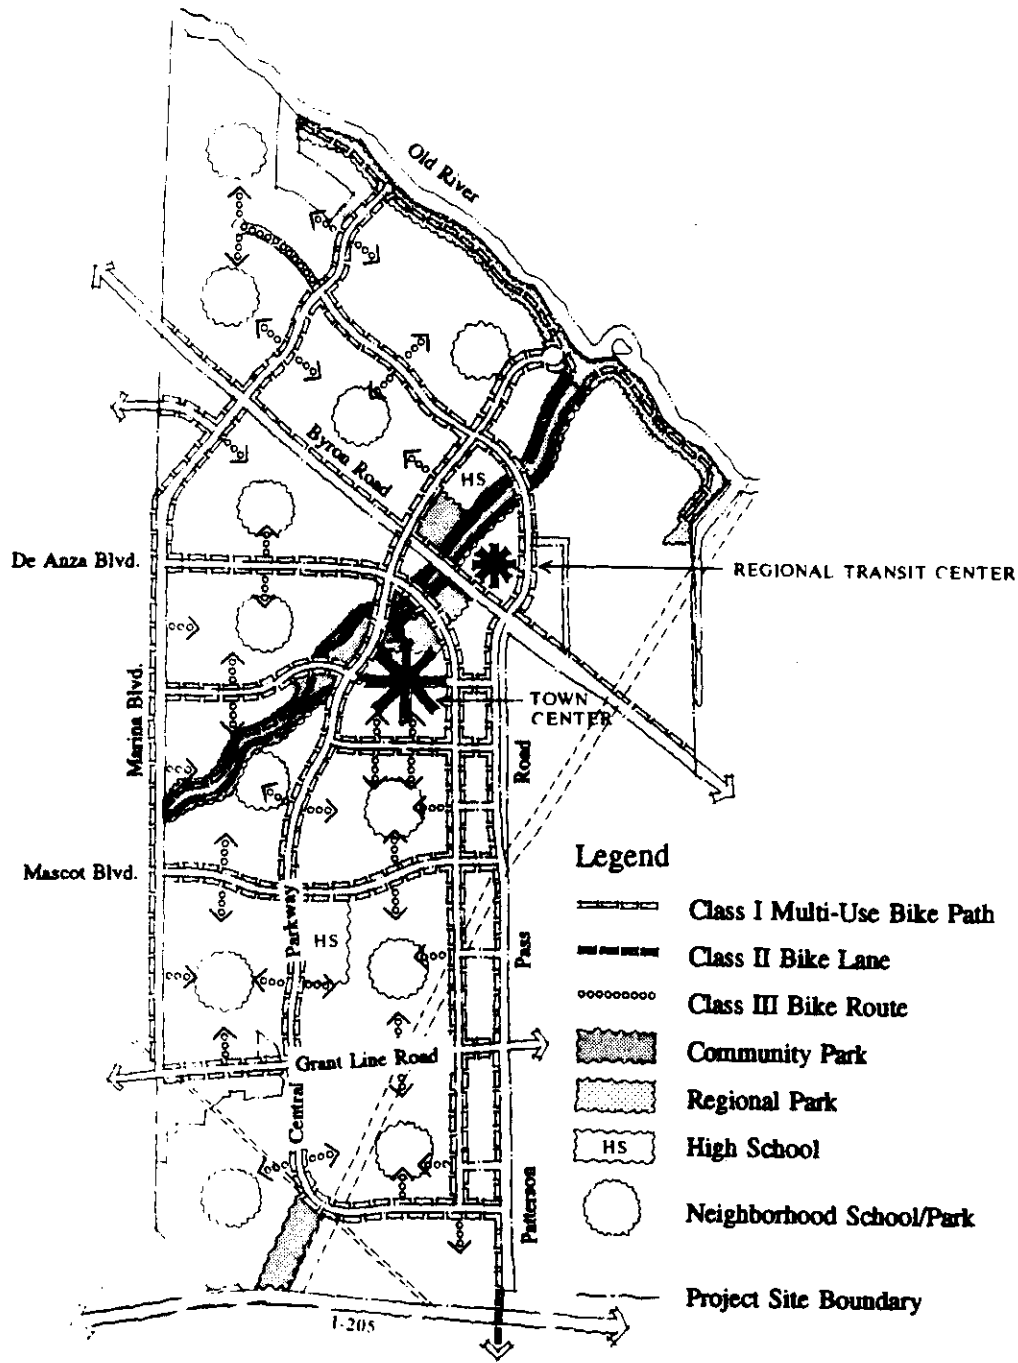 Old River
Byron Road
HS
De Anza Blvd.
REGIONAL TRANSIT CENTER
Marina Blvd.
TOWN
CENTER
Road
Mascot Blvd.
Parkway
HS
Pass
Grant Line Road
Central
Patterson
I-205
Legend
Class I Multi-Use Bike Path
Class II Bike Lane
Class III Bike Route
Community Park
Regional Park
HS
High School
Neighborhood School/Park
Project Site Boundary